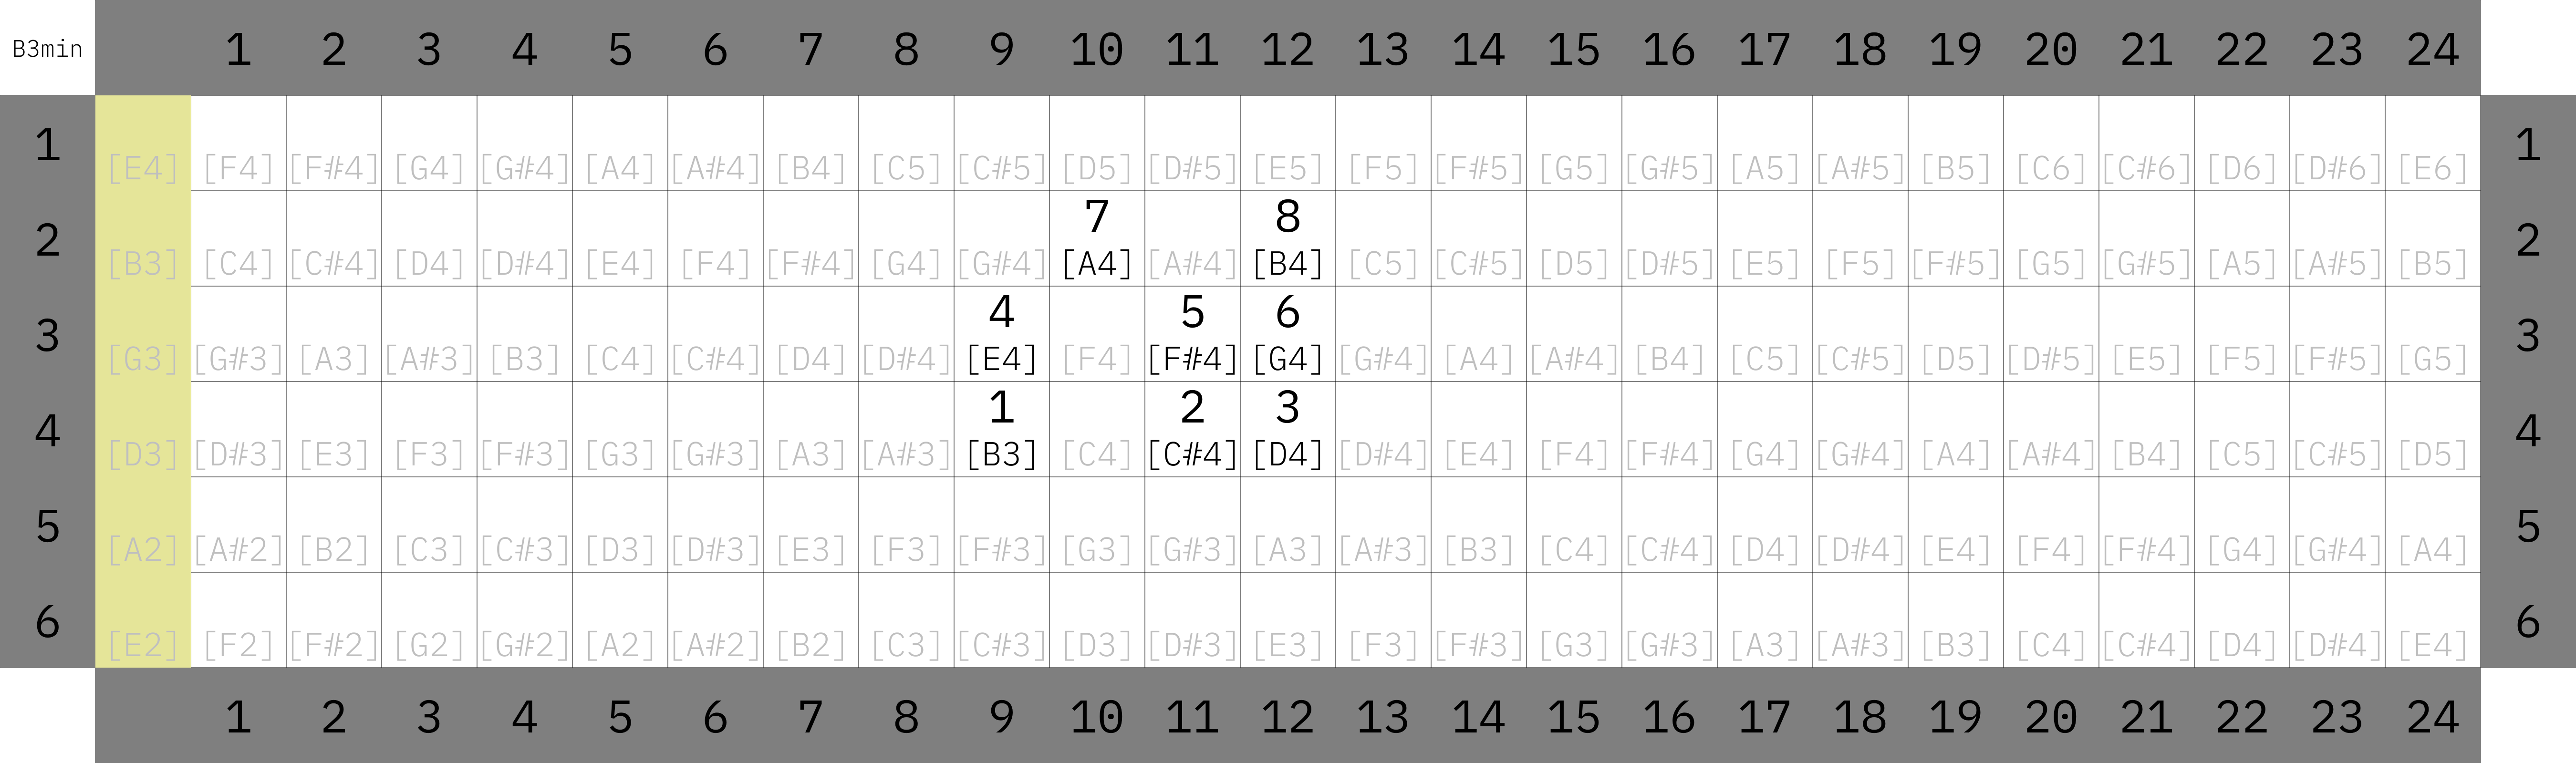 B3min 1 2 3 4 5 6 7 8 9 10 11 12 13 14 15 16 17 18 19 20 21 22 23 24
1 [E4] [F4] [F#4] [G4] [G#4] [A4] [A#4] [B4] [C5] [C#5] [D5] [D#5] [E5] [F5] [F#5] [G5] [G#5] [A5] [A#5] [B5] [C6] [C#6] [D6] [D#6] [E6] 1
7 8
2 [B3] [C4] [C#4] [D4] [D#4] [E4] [F4] [F#4] [G4] [G#4] [A4] [A#4] [B4] [C5] [C#5] [D5] [D#5] [E5] [F5] [F#5] [G5] [G#5] [A5] [A#5] [B5] 2
4 5 6
3 [G3] [G#3] [A3] [A#3] [B3] [C4] [C#4] [D4] [D#4] [E4] [F4] [F#4] [G4] [G#4] [A4] [A#4] [B4] [C5] [C#5] [D5] [D#5] [E5] [F5] [F#5] [G5] 3
1 2 3
4 [D3] [D#3] [E3] [F3] [F#3] [G3] [G#3] [A3] [A#3] [B3] [C4] [C#4] [D4] [D#4] [E4] [F4] [F#4] [G4] [G#4] [A4] [A#4] [B4] [C5] [C#5] [D5] 4
5 [A2] [A#2] [B2] [C3] [C#3] [D3] [D#3] [E3] [F3] [F#3] [G3] [G#3] [A3] [A#3] [B3] [C4] [C#4] [D4] [D#4] [E4] [F4] [F#4] [G4] [G#4] [A4] 5
6 [E2] [F2] [F#2] [G2] [G#2] [A2] [A#2] [B2] [C3] [C#3] [D3] [D#3] [E3] [F3] [F#3] [G3] [G#3] [A3] [A#3] [B3] [C4] [C#4] [D4] [D#4] [E4] 6
1 2 3 4 5 6 7 8 9 10 11 12 13 14 15 16 17 18 19 20 21 22 23 24